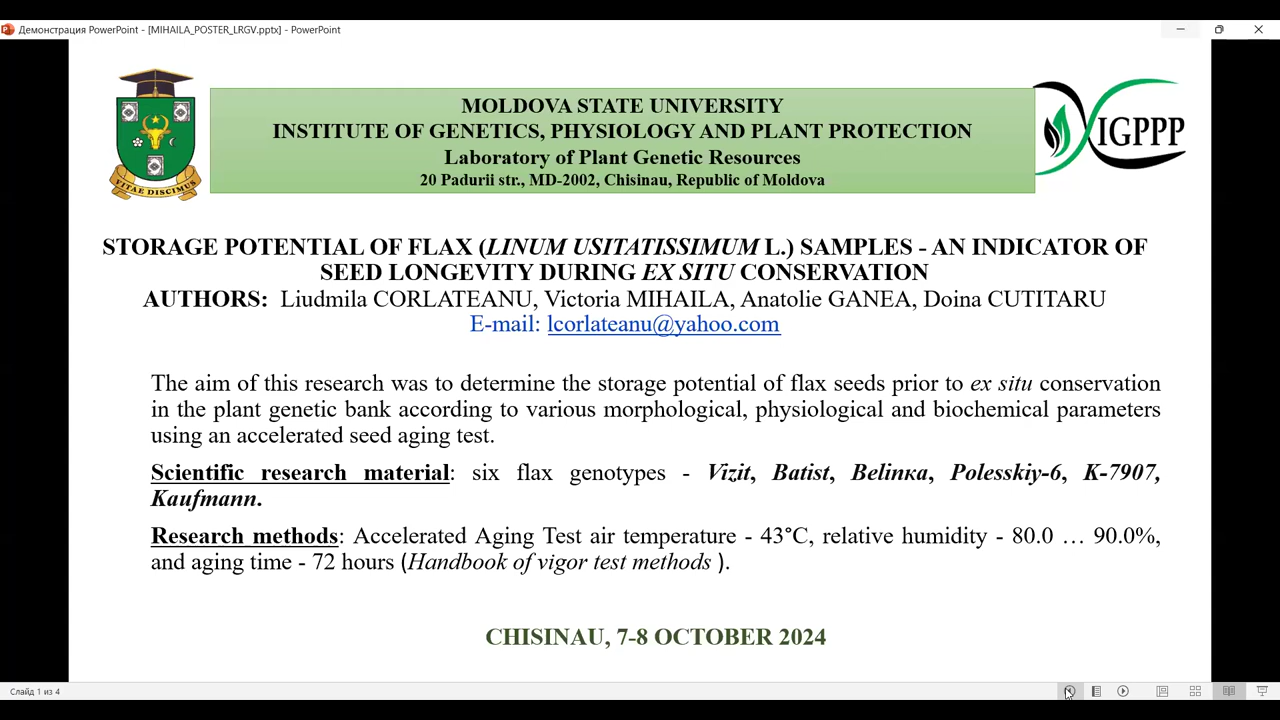 Демонстрация PowerPoint - [MIHAILA_POSTER_LRGV.pptx] - PowerPoint
MOLDOVA STATE UNIVERSITY
INSTITUTE OF GENETICS, PHYSIOLOGY AND PLANT PROTECTION
Laboratory of Plant Genetic Resources
20 Padurii str., MD-2002, Chisinau, Republic of Moldova
VITAE DISCIMUS
IGPPP
STORAGE POTENTIAL OF FLAX (LINUM USITATISSIMUM L.) SAMPLES - AN INDICATOR OF
SEED LONGEVITY DURING EX SITU CONSERVATION
AUTHORS: Liudmila CORLATEANU, Victoria MIHAILA, Anatolie GANEA, Doina CUTITARU
E-mail: lcorlateanu@yahoo.com
The aim of this research was to determine the storage potential of flax seeds prior to ex situ conservation
in the plant genetic bank according to various morphological, physiological and biochemical parameters
using an accelerated seed aging test.
Scientific research material: six flax genotypes - Vizit, Batist, Belinка, Polesskiy-6, K-7907,
Kaufmann.
Research methods: Accelerated Aging Test air temperature - 43°C, relative humidity - 80.0 … 90.0%,
and aging time - 72 hours (Handbook of vigor test methods ).
CHISINAU, 7-8 OCTOBER 2024
Слайд 1 из 4